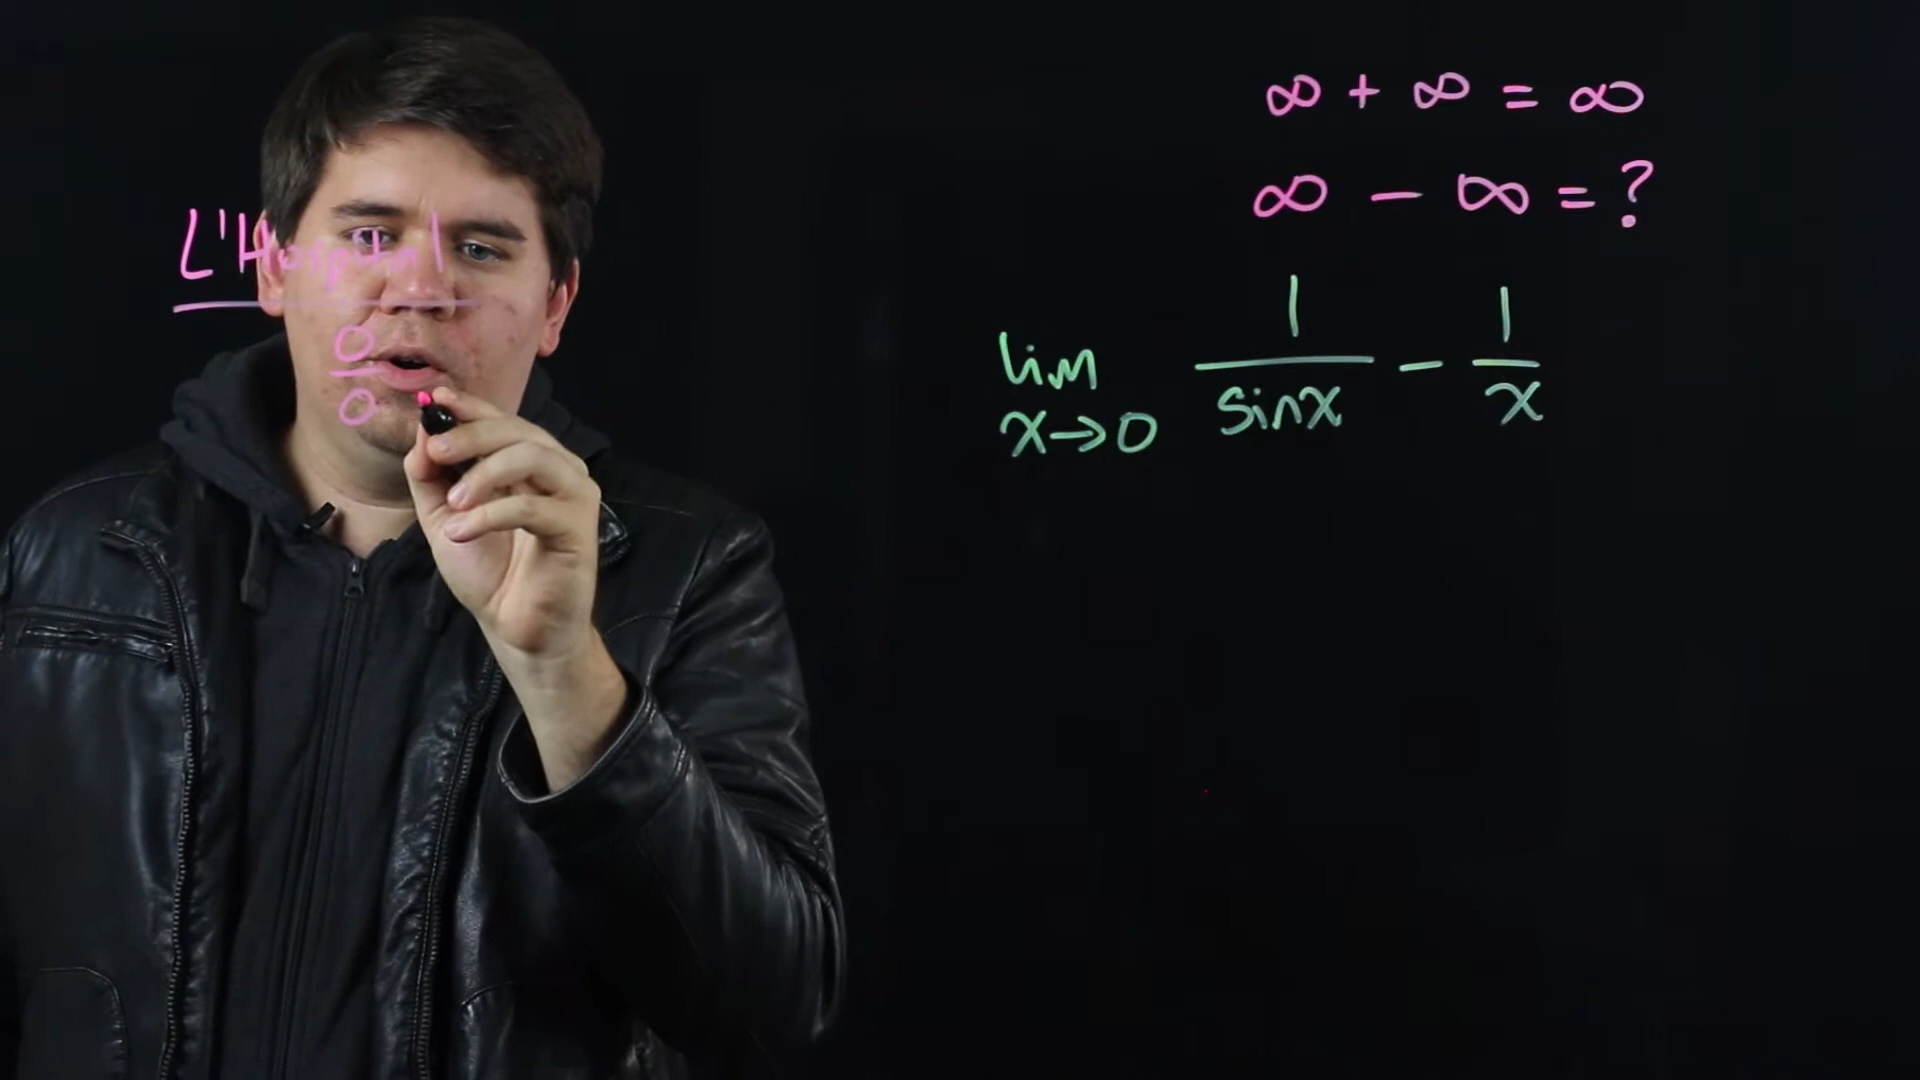 ∞ + ∞ = ∞
∞ - ∞ = ?
L'Hospital
0
0
lim x→0 1/sinx - 1/x